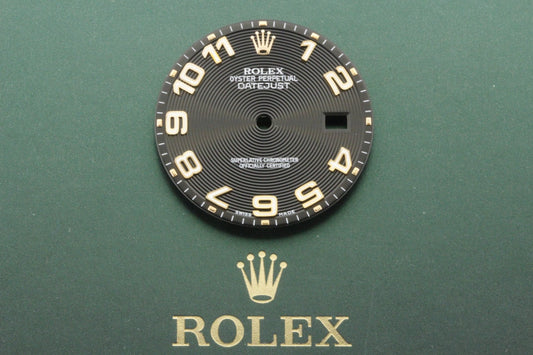 11 1
10 2
ROLEX
OYSTER PERPETUAL
DATEJUST
9
SUPERLATIVE CHRONOMETER
OFFICIALLY CERTIFIED
8 4
7 6 5
SWISS MADE
ROLEX